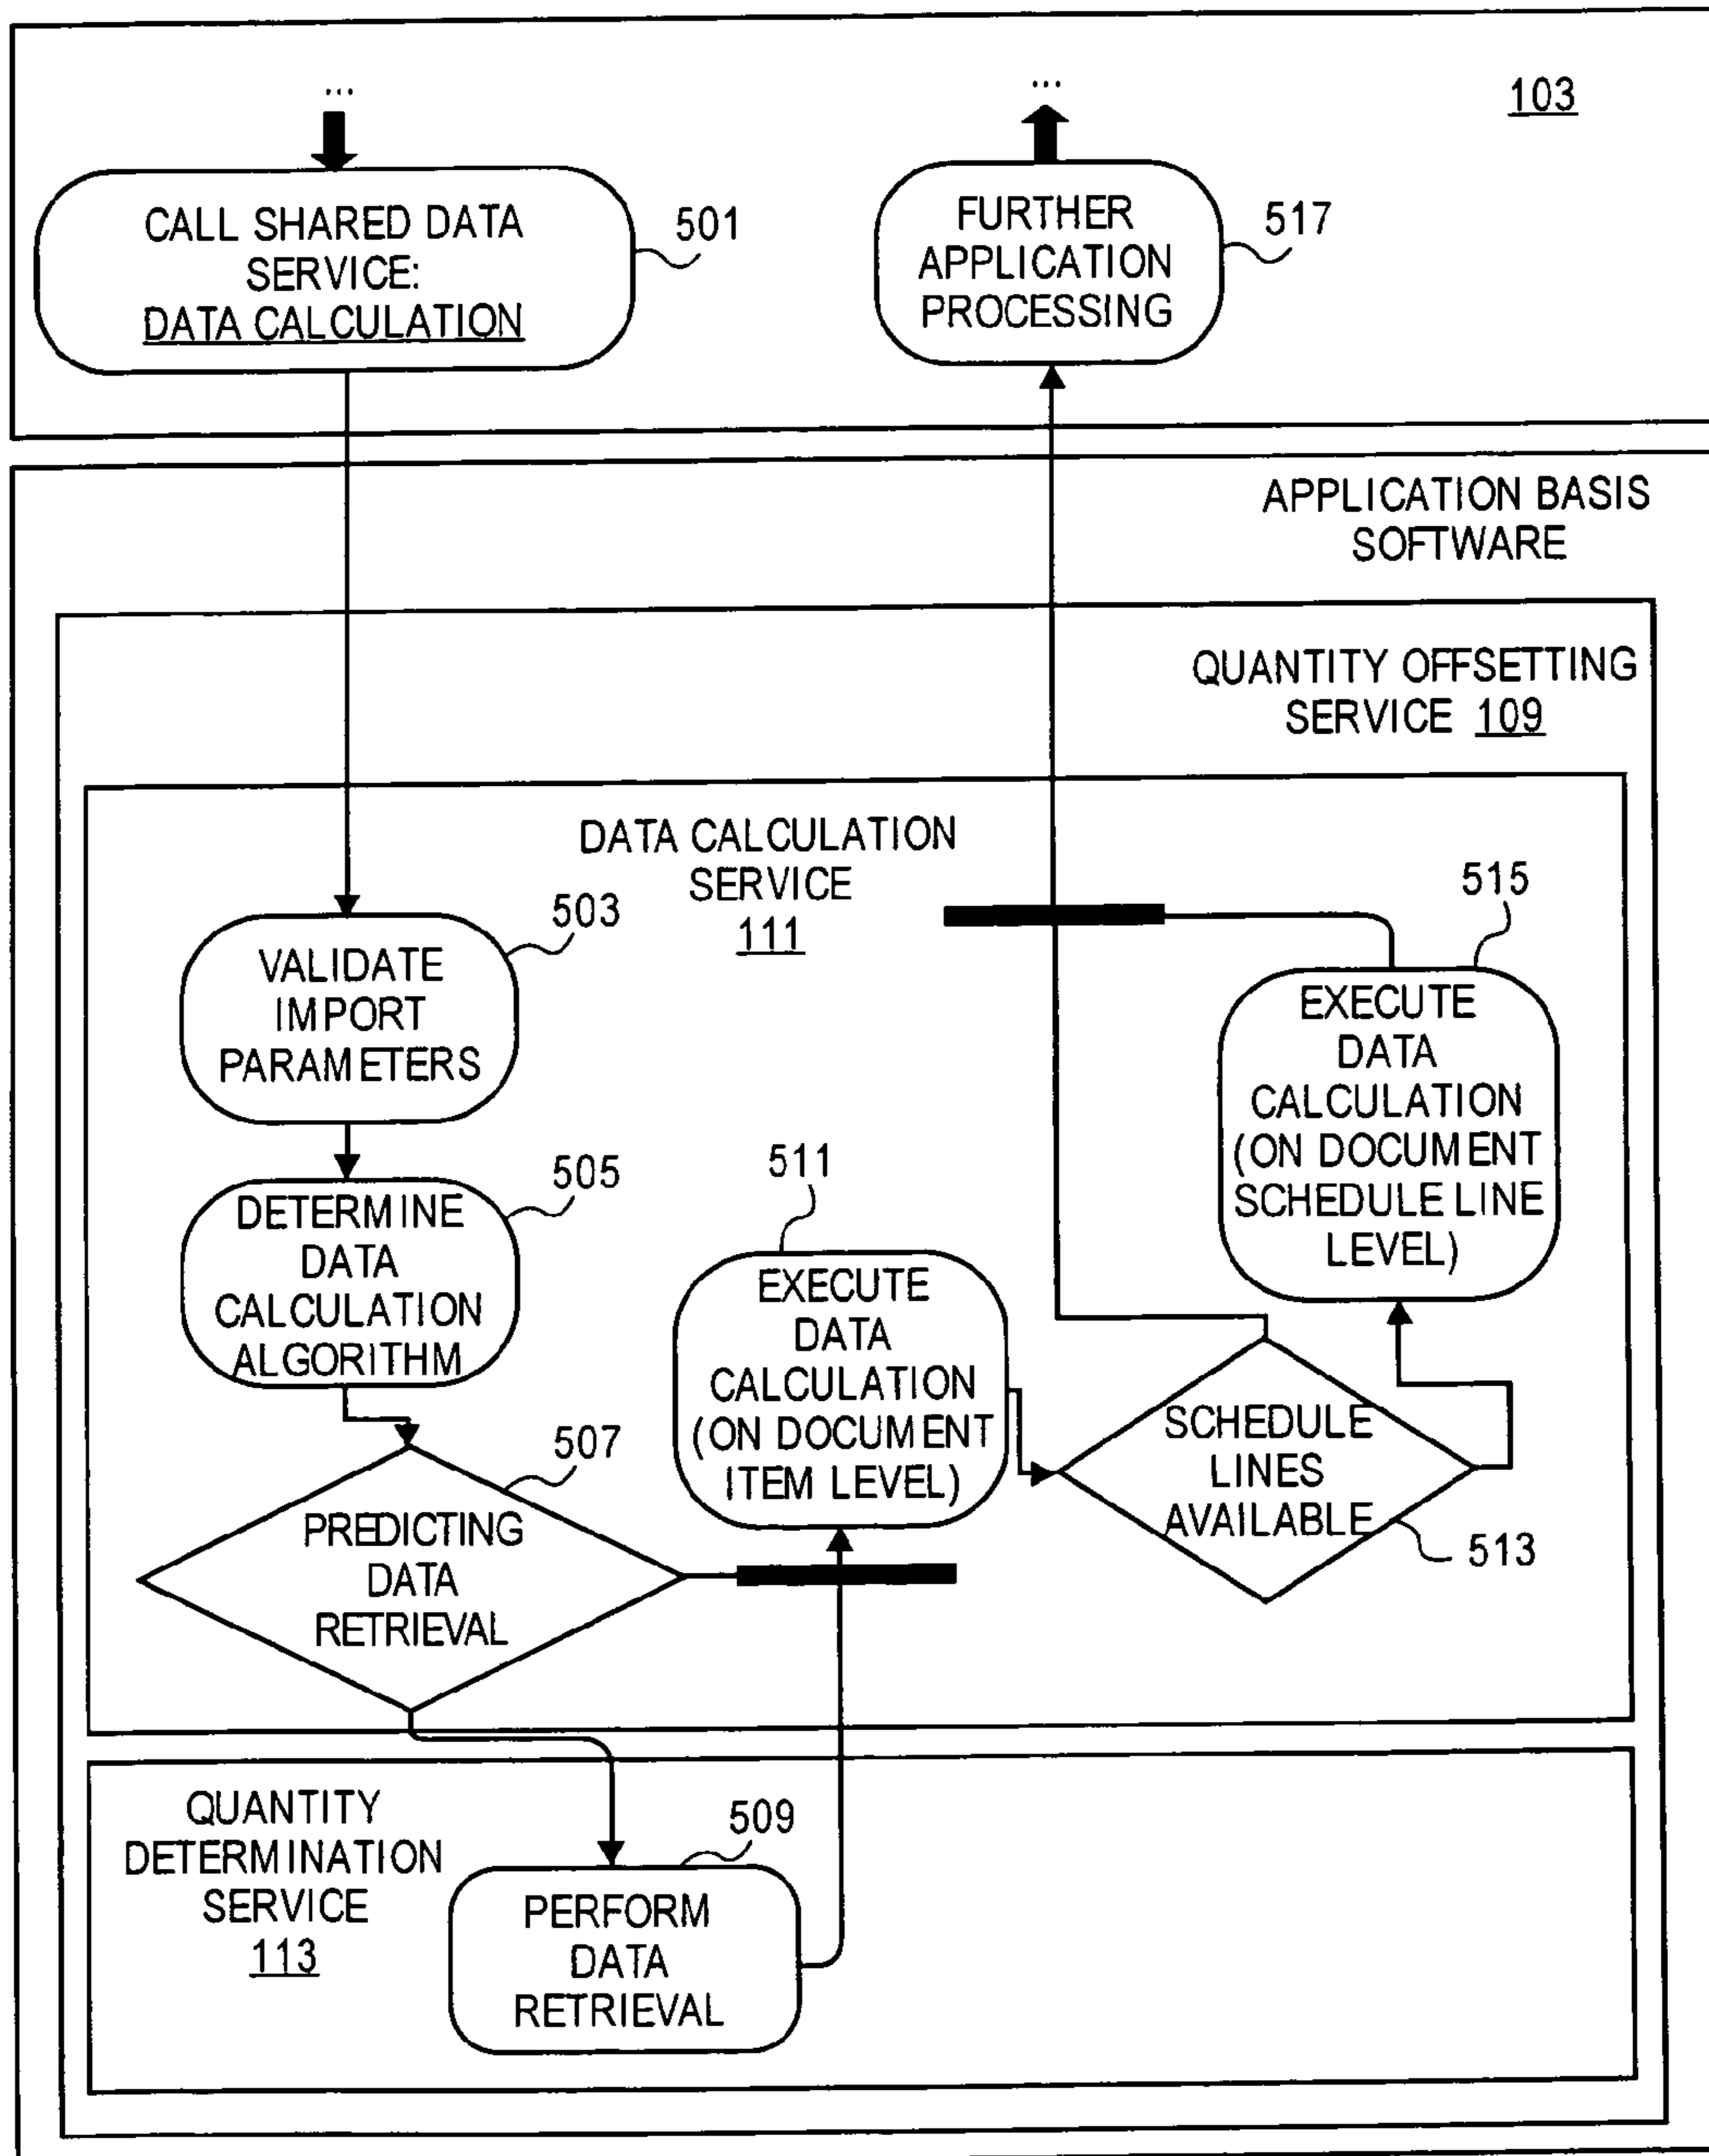 ...
...
103
CALL SHARED DATA
SERVICE:
DATA CALCULATION
501
FURTHER
APPLICATION
PROCESSING
517
APPLICATION BASIS
SOFTWARE
QUANTITY OFFSETTING
SERVICE 109
DATA CALCULATION
SERVICE
111
503
VALIDATE
IMPORT
PARAMETERS
515
EXECUTE
DATA
CALCULATION
(ON DOCUMENT
SCHEDULE LINE
LEVEL)
505
DETERMINE
DATA
CALCULATION
ALGORITHM
511
EXECUTE
DATA
CALCULATION
(ON DOCUMENT
ITEM LEVEL)
SCHEDULE
LINES
AVAILABLE
513
507
PREDICTING
DATA
RETRIEVAL
QUANTITY
DETERMINATION
SERVICE
113
509
PERFORM
DATA
RETRIEVAL